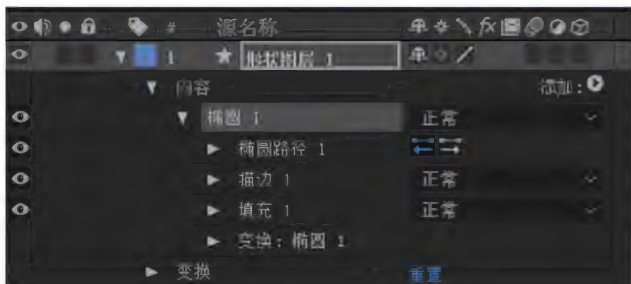 # 源名称 fx
1 形状图层 1
内容 添加:
椭圆 1 正常
椭圆路径 1
描边 1 正常
填充 1 正常
变换：椭圆 1
变换 重置